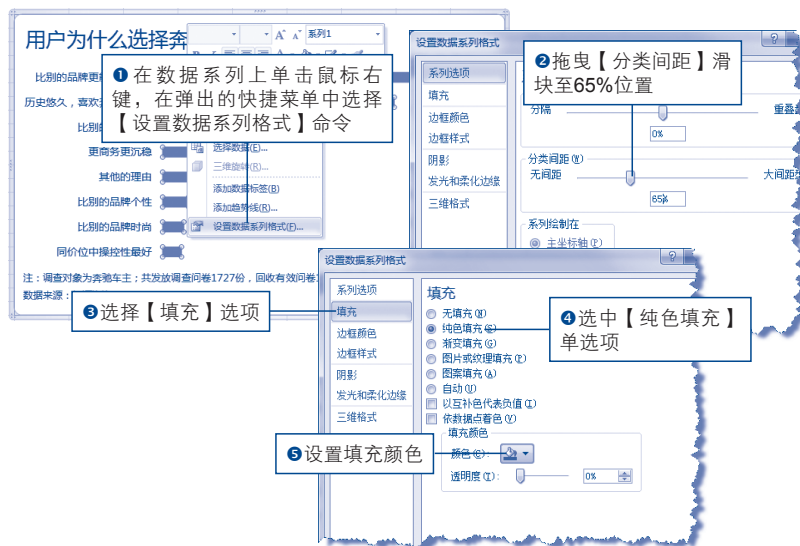 用户为什么选择奔
系列1
比别的品牌更
历史悠久，喜欢
比别的
更商务更沉稳
其他的理由
比别的品牌个性
比别的品牌时尚
同价位中操控性最好
注：调查对象为奔驰车主；共发放调查问卷1727份，回收有效问卷
数据来源：
❶在数据系列上单击鼠标右
键，在弹出的快捷菜单中选择
【设置数据系列格式】命令
选择数据(E)...
三维旋转(R)...
添加数据标签(B)
添加趋势线(R)...
设置数据系列格式(F)...
设置数据系列格式
系列选项
填充
边框颜色
边框样式
阴影
发光和柔化边缘
三维格式
❷拖曳【分类间距】滑
块至65%位置
分隔
重叠
0%
分类间距(W)
无间距
大间距
65%
系列绘制在
主坐标轴(P)
设置数据系列格式
系列选项
填充
边框颜色
边框样式
阴影
发光和柔化边缘
三维格式
❸选择【填充】选项
填充
无填充(N)
纯色填充(S)
渐变填充(G)
图片或纹理填充(P)
图案填充(A)
自动(U)
以互补色代表负值(I)
依数据点着色(V)
填充颜色
颜色(C):
透明度(T):
0%
❹选中【纯色填充】
单选项
❺设置填充颜色